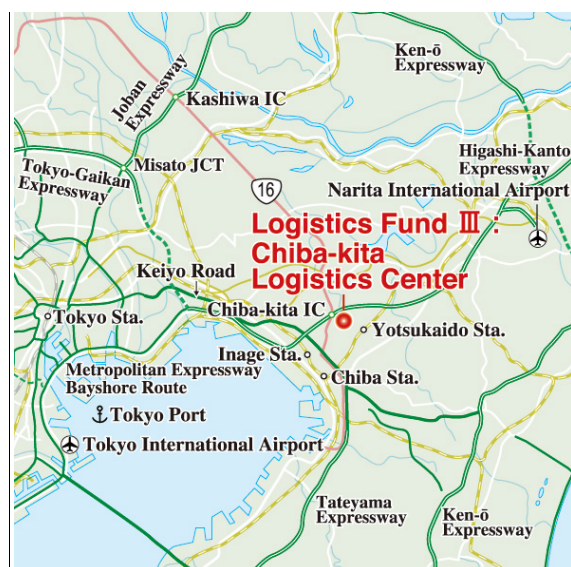 Ken-ō
Expressway
Joban
Expressway
Kashiwa IC
Higashi-Kanto
Expressway
Tokyo-Gaikan
Expressway
Misato JCT
16
Narita International Airport
Logistics Fund Ⅲ :
Chiba-kita
Logistics Center
Keiyo Road
Chiba-kita IC
Tokyo Sta.
Yotsukaido Sta.
Inage Sta.
Metropolitan Expressway
Bayshore Route
Chiba Sta.
Tokyo Port
Tokyo International Airport
Tateyama
Expressway
Ken-ō
Expressway